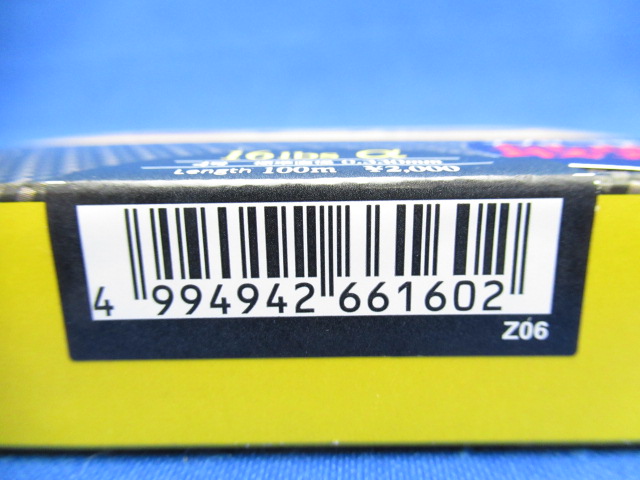 16lbs α
Length 100m ¥2,000
4 994942 661602
Z06